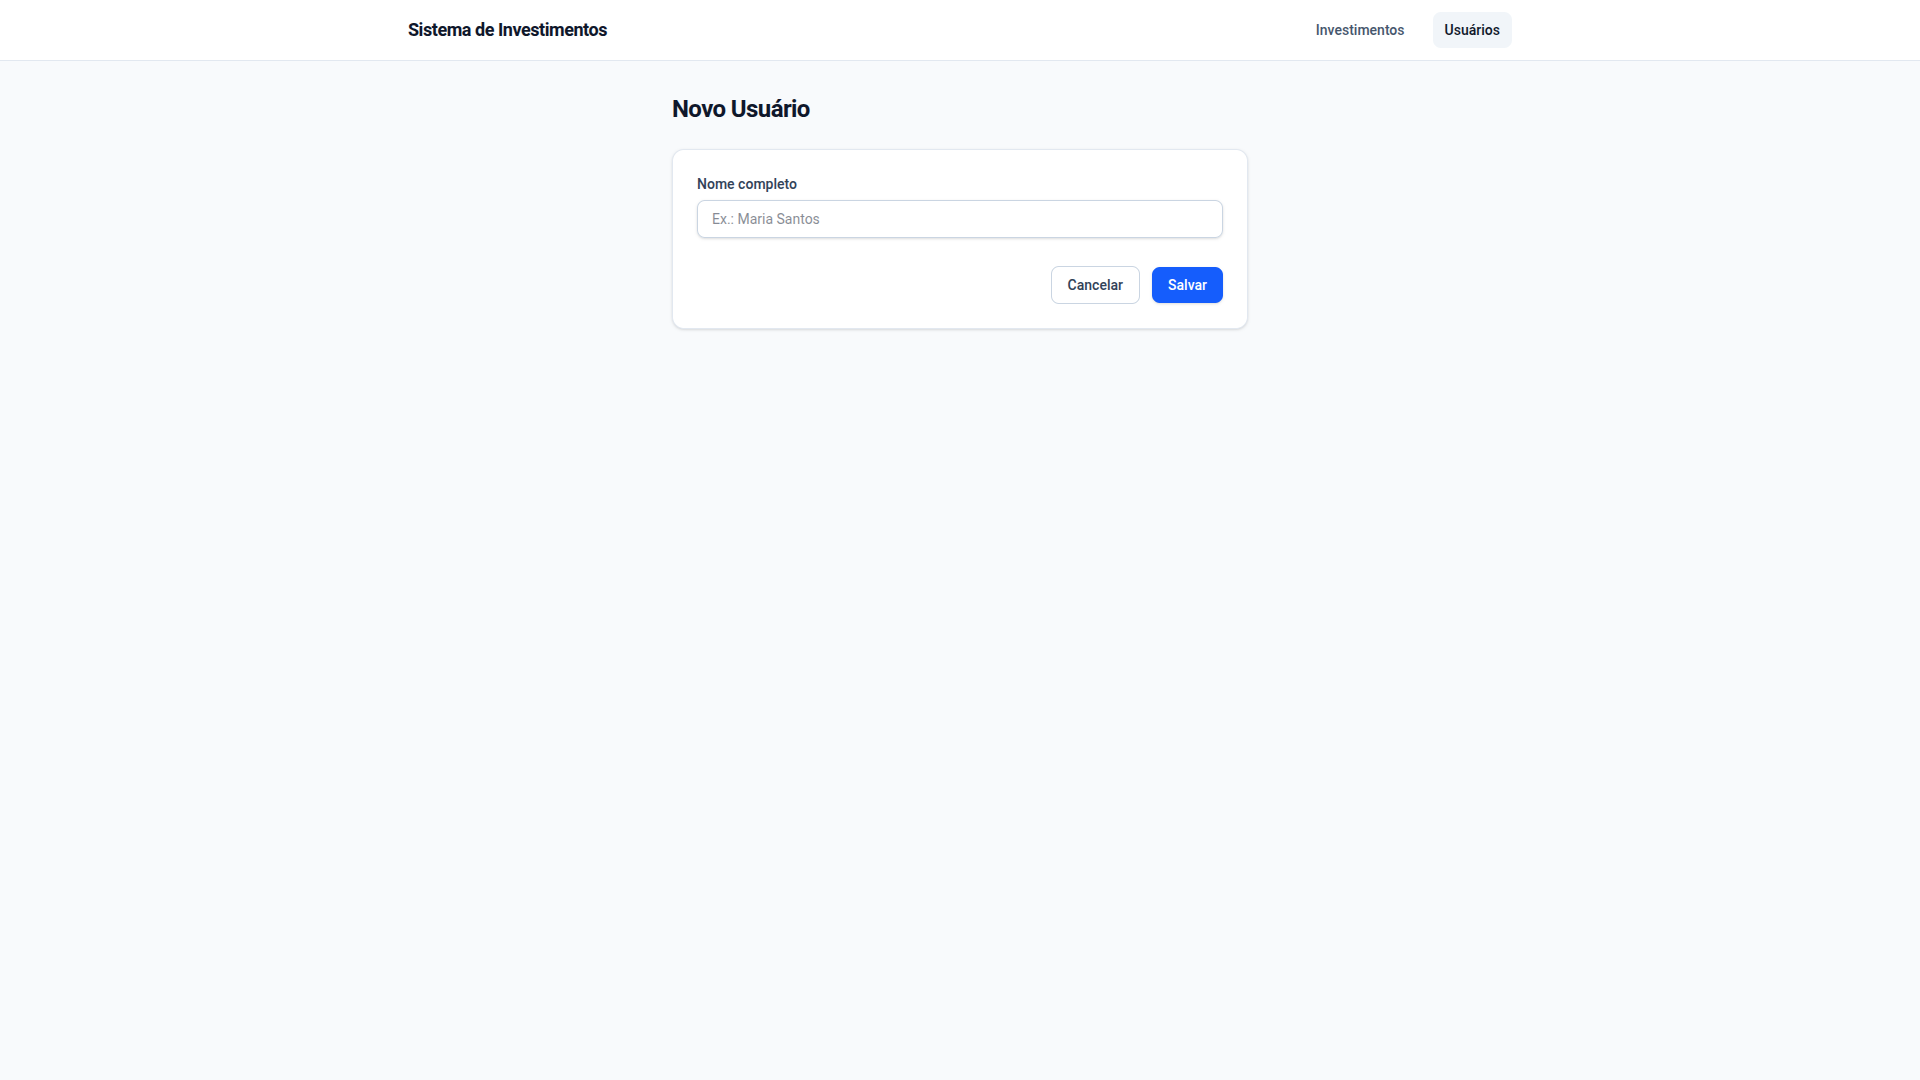 Sistema de Investimentos
Investimentos
Usuários
Novo Usuário
Nome completo
Ex.: Maria Santos
Cancelar
Salvar